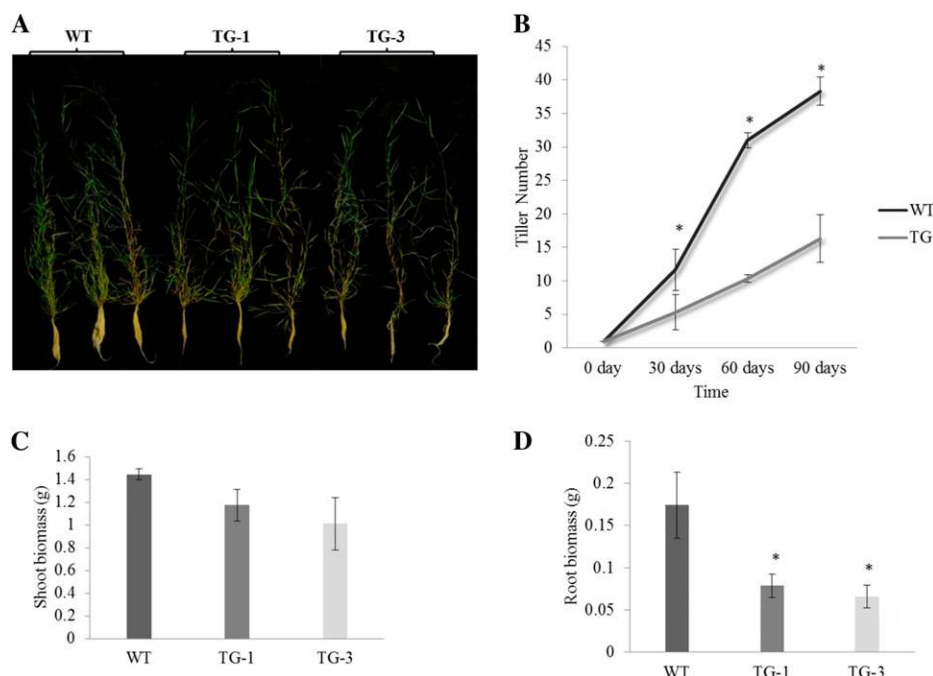 A
WT TG-1 TG-3
B
45
40
35
30
25
20
15
10
5
0
Tiller Number
0 day 30 days 60 days 90 days
Time
* * *
WT
TG
C
1.6
1.4
1.2
1
0.8
0.6
0.4
0.2
0
Shoot biomass (g)
WT TG-1 TG-3
D
0.25
0.2
0.15
0.1
0.05
0
Root biomass (g)
* *
WT TG-1 TG-3